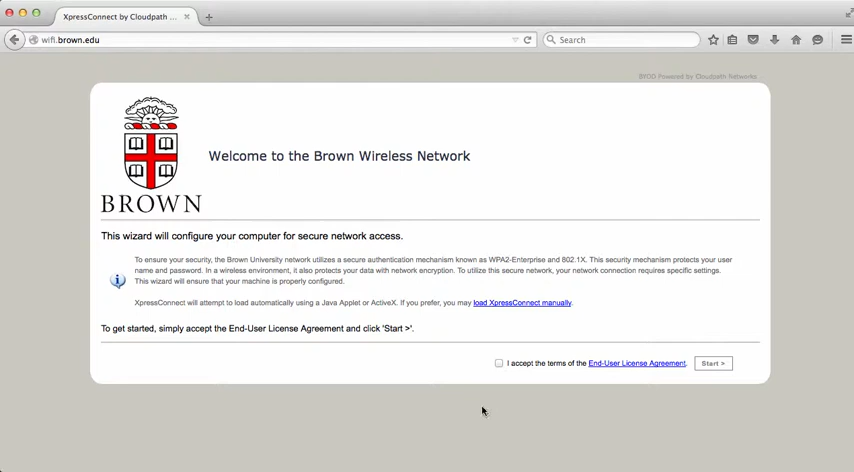 XpressConnect by Cloudpath ...
wifi.brown.edu
Search
BYOD Powered by Cloudpath Networks
Welcome to the Brown Wireless Network
BROWN
This wizard will configure your computer for secure network access.
To ensure your security, the Brown University network utilizes a secure authentication mechanism known as WPA2-Enterprise and 802.1X. This security mechanism protects your user
name and password. In a wireless environment, it also protects your data with network encryption. To utilize this secure network, your network connection requires specific settings.
This wizard will ensure that your machine is properly configured.
XpressConnect will attempt to load automatically using a Java Applet or ActiveX. If you prefer, you may load XpressConnect manually.
To get started, simply accept the End-User License Agreement and click 'Start >'.
I accept the terms of the End-User License Agreement. Start >